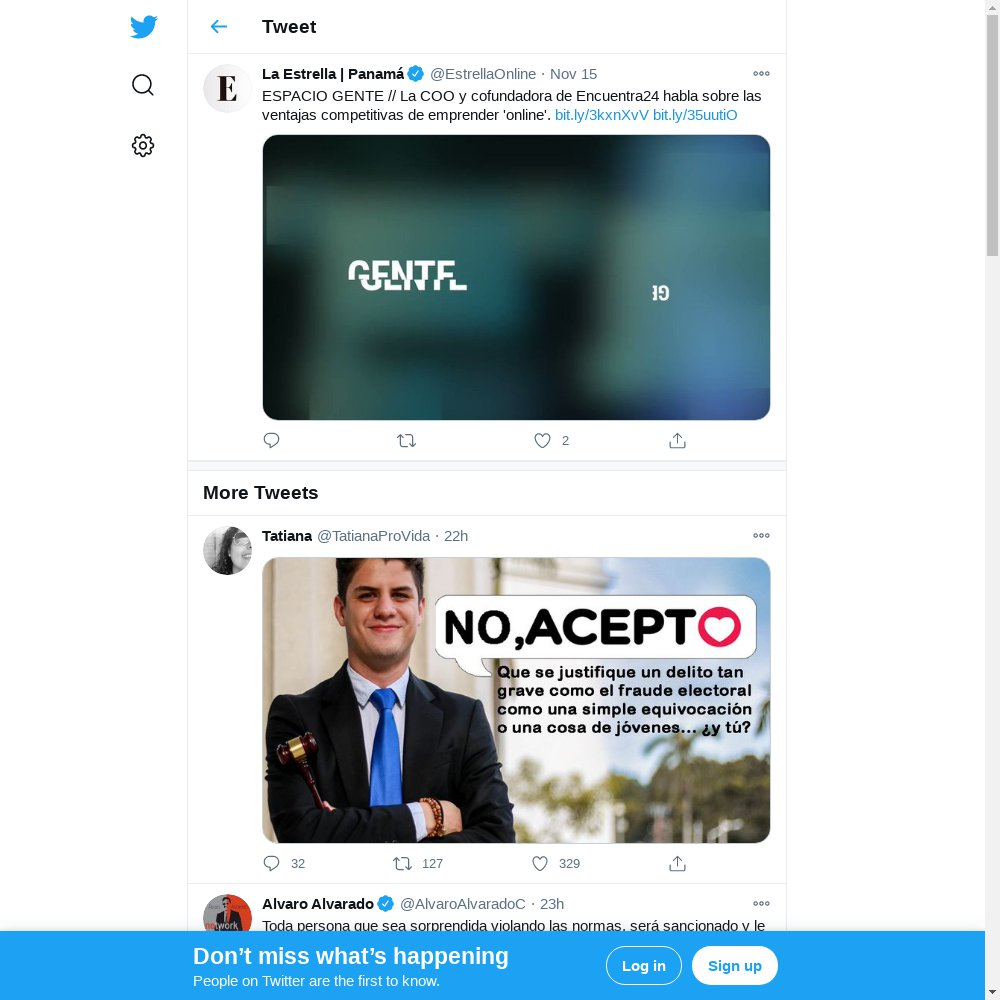 Tweet
E
La Estrella | Panamá @EstrellaOnline · Nov 15
ESPACIO GENTE // La COO y cofundadora de Encuentra24 habla sobre las
ventajas competitivas de emprender 'online'. bit.ly/3kxnXvV bit.ly/35uutiO
GENTE
GE
2
More Tweets
Tatiana @TatianaProVida · 22h
NO,ACEPTO
Que se justifique un delito tan
grave como el fraude electoral
como una simple equivocación
o una cosa de jóvenes... ¿y tú?
32 127 329
Alvaro Alvarado @AlvaroAlvaradoC · 23h
Toda persona que sea sorprendida violando las normas, será sancionado y le
Don’t miss what’s happening
People on Twitter are the first to know.
Log in
Sign up